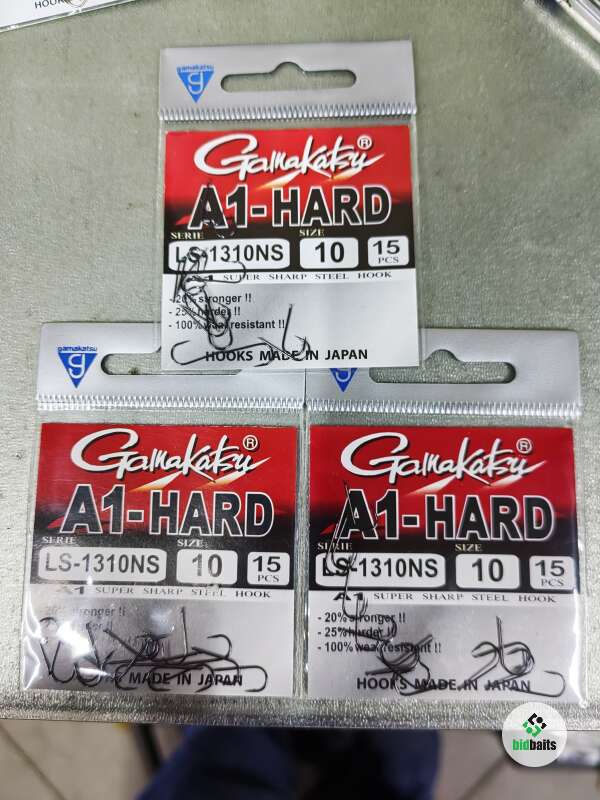 HOOK
gamakatsu
Gamakatsu®
A1-HARD
SERIE SIZE
LS-1310NS 10 15 PCS
A1 SUPER SHARP STEEL HOOK
- 20% stronger !!
- 25% harder !!
- 100% wear resistant !!
HOOKS MADE IN JAPAN
gamakatsu
Gamakatsu®
A1-HARD
SERIE SIZE
LS-1310NS 10 15 PCS
A1 SUPER SHARP STEEL HOOK
- 20% stronger !!
MADE IN JAPAN
Gamakatsu®
A1-HARD
SERIE SIZE
LS-1310NS 10 15 PCS
A1 SUPER SHARP STEEL HOOK
- 20% stronger !!
- 25% harder !!
- 100% wear resistant !!
HOOKS MADE IN JAPAN
bidbaits